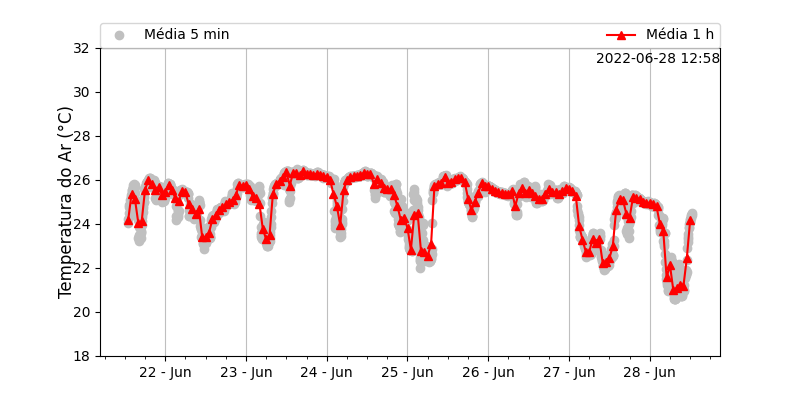 Média 5 min
Média 1 h
2022-06-28 12:58
Temperatura do Ar (°C)
32
30
28
26
24
22
20
18
22 - Jun
23 - Jun
24 - Jun
25 - Jun
26 - Jun
27 - Jun
28 - Jun